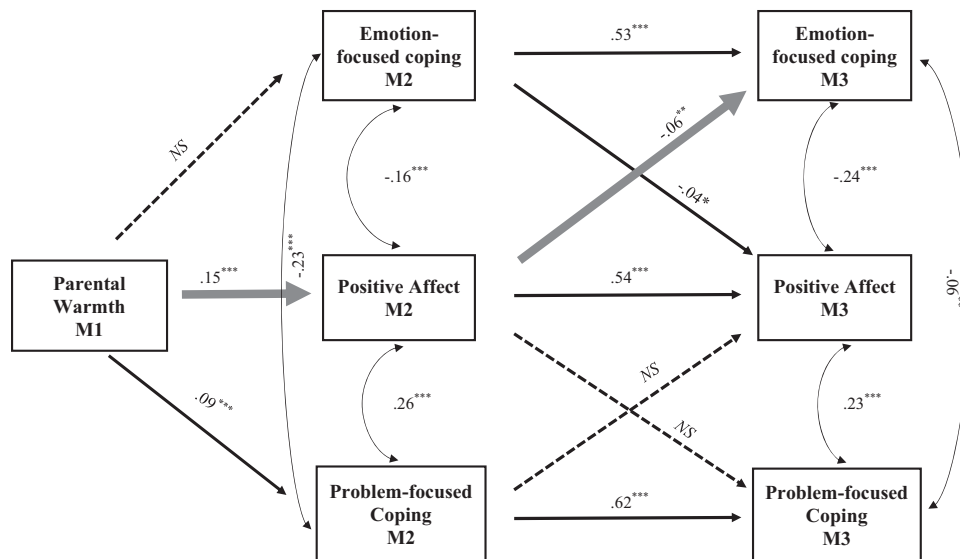 Emotion-
focused coping
M2
Emotion-
focused coping
M3
.53***
-.06**
-.04*
NS
-.16***
-.24***
-.23***
Parental
Warmth
M1
.15***
Positive Affect
M2
.54***
Positive Affect
M3
-.06
.09***
.26***
NS
NS
.23***
Problem-focused
Coping
M2
.62***
Problem-focused
Coping
M3